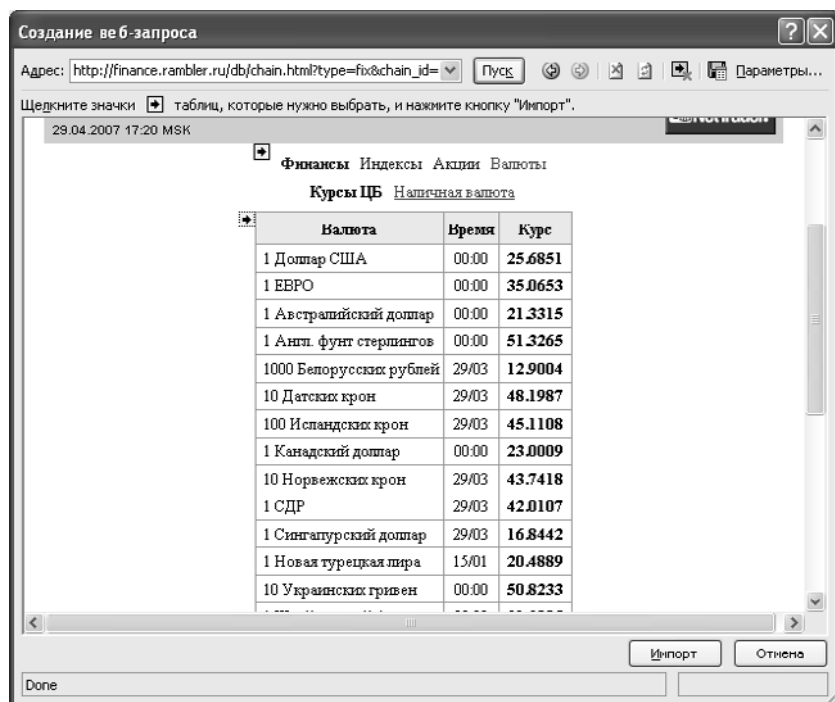 Создание веб-запроса
Адрес: http://finance.rambler.ru/db/chain.html?type=fix&chain_id= Пуск Параметры...
Щелкните значки таблиц, которые нужно выбрать, и нажмите кнопку "Импорт".
29.04.2007 17:20 MSK
Финансы Индексы Акции Валюты
Курсы ЦБ Наличная валюта
Валюта Время Курс
1 Доллар США 00:00 25.6851
1 ЕВРО 00:00 35.0653
1 Австралийский доллар 00:00 21.3315
1 Англ. фунт стерлингов 00:00 51.3265
1000 Белорусских рублей 29/03 12.9004
10 Датских крон 29/03 48.1987
100 Исландских крон 29/03 45.1108
1 Канадский доллар 00:00 23.0009
10 Норвежских крон 29/03 43.7418
1 СДР 29/03 42.0107
1 Сингапурский доллар 29/03 16.8442
1 Новая турецкая лира 15/01 20.4889
10 Украинских гривен 00:00 50.8233
Импорт Отмена
Done